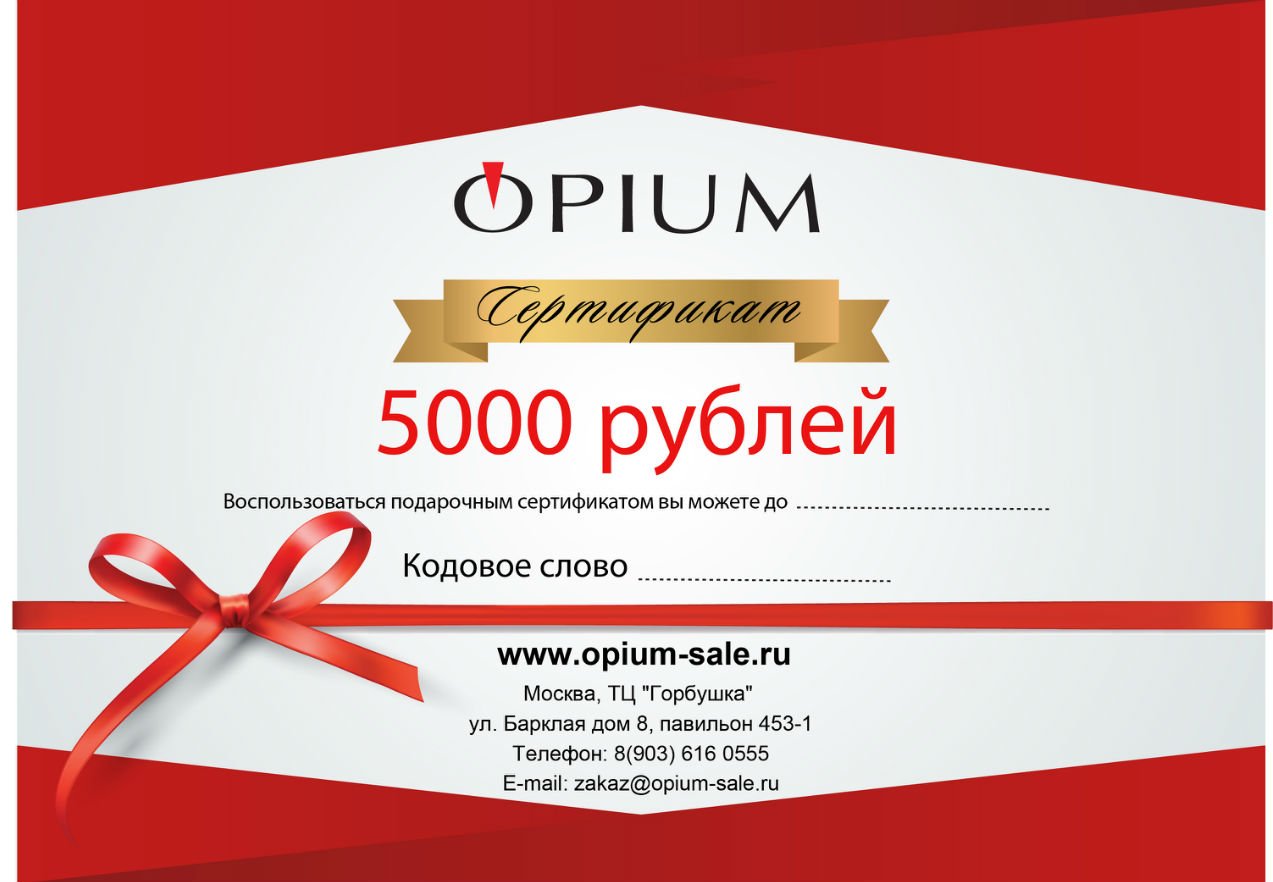 OPIUM
Сертификат
5000 рублей
Воспользоваться подарочным сертификатом вы можете до
Кодовое слово
www.opium-sale.ru
Москва, ТЦ "Горбушка"
ул. Барклая дом 8, павильон 453-1
Телефон: 8(903) 616 0555
E-mail: zakaz@opium-sale.ru